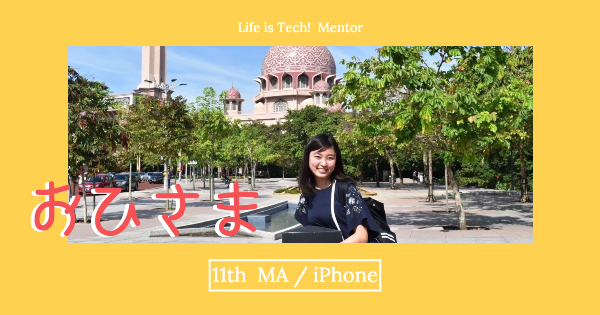 Life is Tech!  Mentor
おひさま
11th  MA / iPhone